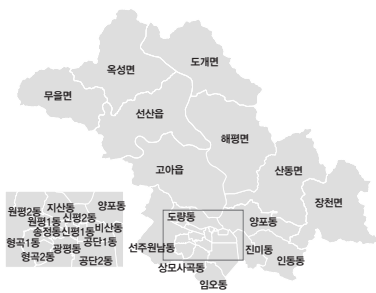 도개면
옥성면
무을면
선산읍
해평면
고아읍
산동면
장천면
도량동
양포동
선주원남동
진미동
인동동
상모사곡동
임오동
원평2동
지산동
양포동
원평1동
신평2동
비산동
송정동
신평1동
형곡1동
광평동
공단1동
형곡2동
공단2동